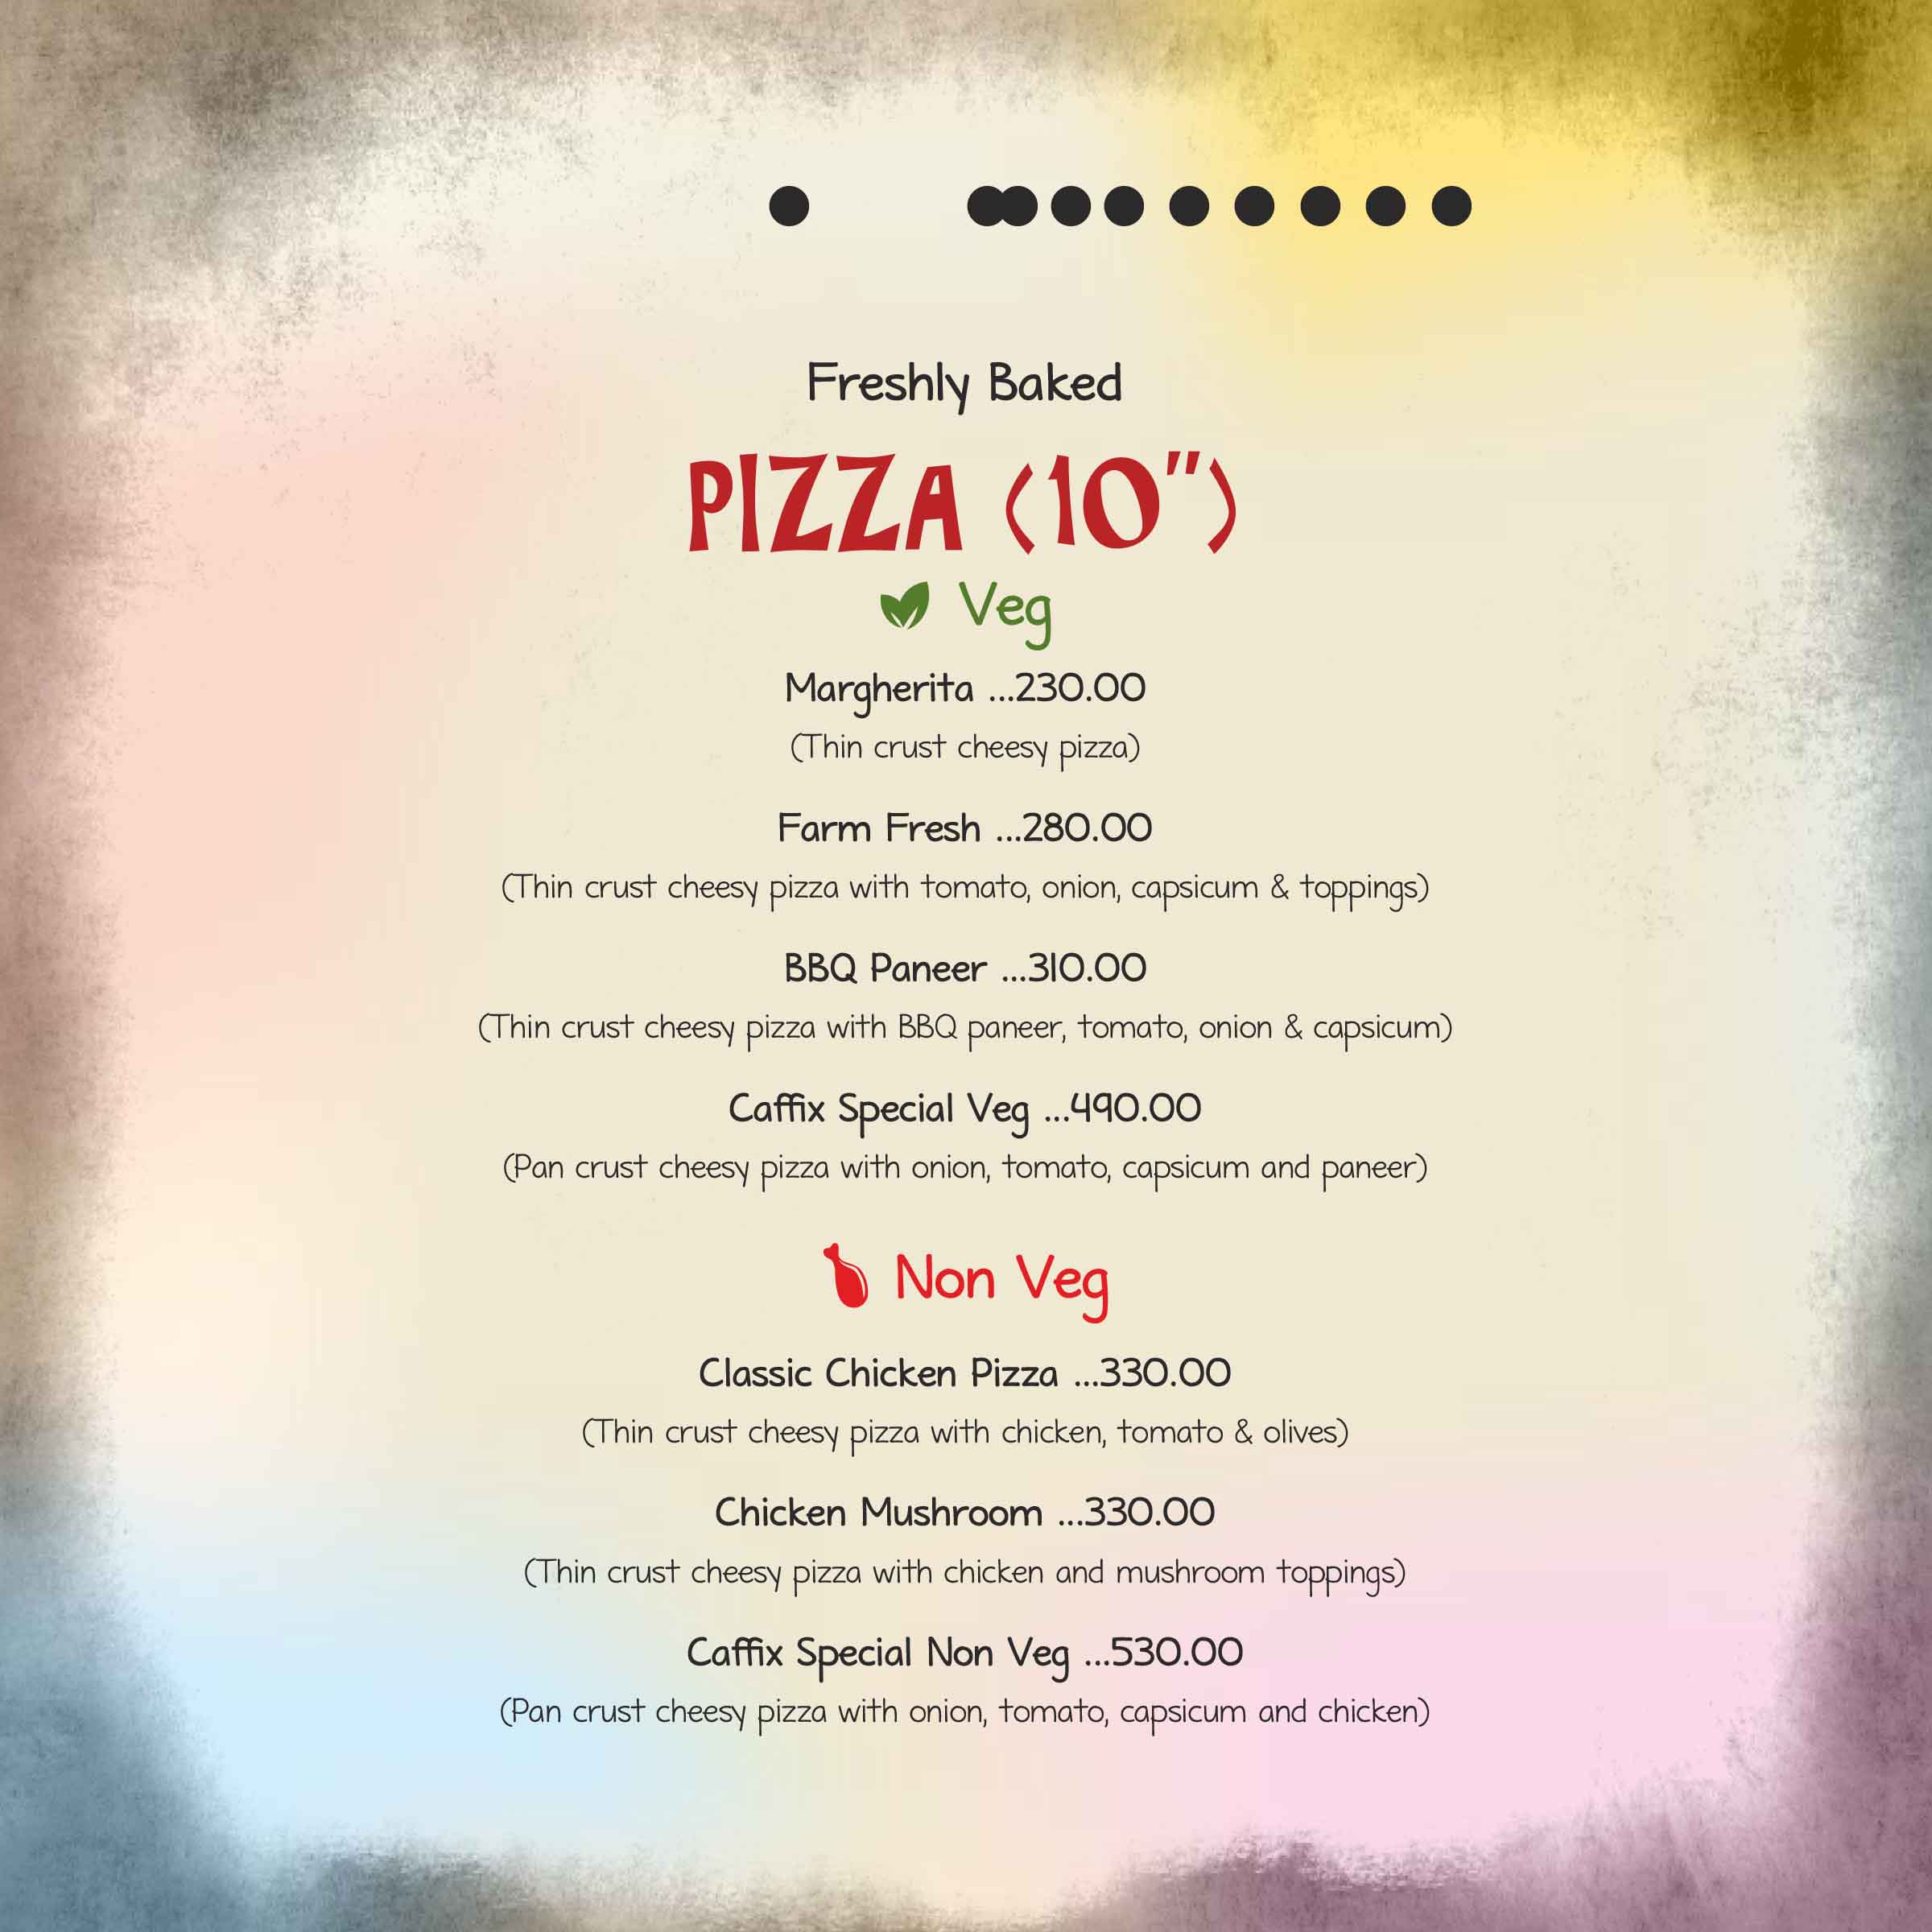 Freshly Baked
PIZZA (10")
Veg
Margherita ...230.00
(Thin crust cheesy pizza)
Farm Fresh ...280.00
(Thin crust cheesy pizza with tomato, onion, capsicum & toppings)
BBQ Paneer ...310.00
(Thin crust cheesy pizza with BBQ paneer, tomato, onion & capsicum)
Caffix Special Veg ...490.00
(Pan crust cheesy pizza with onion, tomato, capsicum and paneer)
Non Veg
Classic Chicken Pizza ...330.00
(Thin crust cheesy pizza with chicken, tomato & olives)
Chicken Mushroom ...330.00
(Thin crust cheesy pizza with chicken and mushroom toppings)
Caffix Special Non Veg ...530.00
(Pan crust cheesy pizza with onion, tomato, capsicum and chicken)